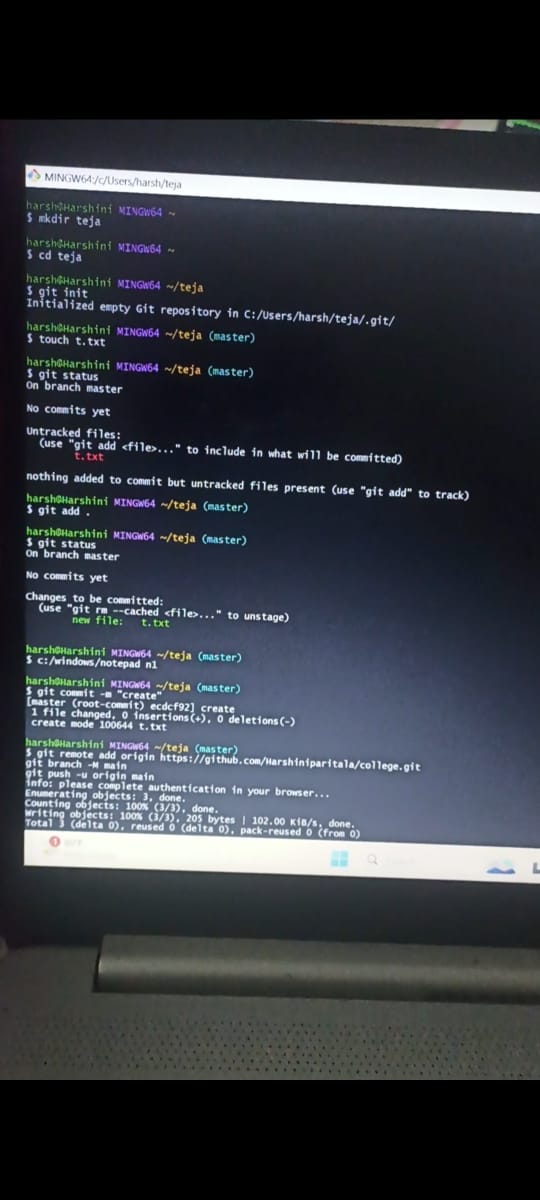 MINGW64:/c/Users/harsh/teja
harsh@Harshini MINGW64 ~
$ mkdir teja
harsh@Harshini MINGW64 ~
$ cd teja
harsh@Harshini MINGW64 ~/teja
$ git init
Initialized empty Git repository in C:/Users/harsh/teja/.git/
harsh@Harshini MINGW64 ~/teja (master)
$ touch t.txt
harsh@Harshini MINGW64 ~/teja (master)
$ git status
On branch master
No commits yet
Untracked files:
(use "git add <file>..." to include in what will be committed)
t.txt
nothing added to commit but untracked files present (use "git add" to track)
harsh@Harshini MINGW64 ~/teja (master)
$ git add .
harsh@Harshini MINGW64 ~/teja (master)
$ git status
On branch master
No commits yet
Changes to be committed:
(use "git rm --cached <file>..." to unstage)
new file: t.txt
harsh@Harshini MINGW64 ~/teja (master)
$ c:/windows/notepad n1
harsh@Harshini MINGW64 ~/teja (master)
$ git commit -m "create"
[master (root-commit) ecdcf92] create
1 file changed, 0 insertions(+), 0 deletions(-)
create mode 100644 t.txt
harsh@Harshini MINGW64 ~/teja (master)
$ git remote add origin https://github.com/Harshiniparitala/college.git
git branch -M main
git push -u origin main
info: please complete authentication in your browser...
Enumerating objects: 3, done.
Counting objects: 100% (3/3), done.
Writing objects: 100% (3/3), 205 bytes | 102.00 KiB/s, done.
Total 3 (delta 0), reused 0 (delta 0), pack-reused 0 (from 0)